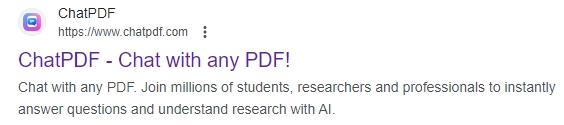 ChatPDF
https://www.chatpdf.com
ChatPDF - Chat with any PDF!
Chat with any PDF. Join millions of students, researchers and professionals to instantly
answer questions and understand research with AI.